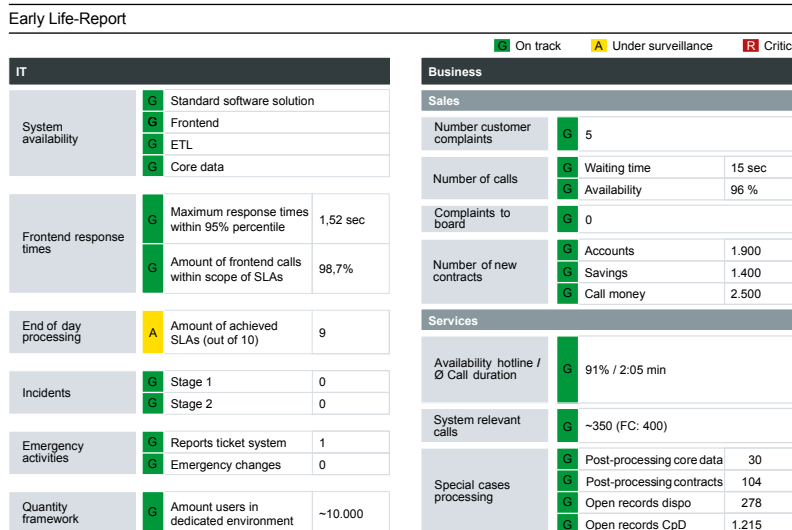 Early Life-Report
G On track A Under surveillance R Critic
IT
System
availability
G Standard software solution
G Frontend
G ETL
G Core data
Frontend response
times
G Maximum response times
within 95% percentile
1,52 sec
G Amount of frontend calls
within scope of SLAs
98,7%
End of day
processing
A Amount of achieved
SLAs (out of 10)
9
Incidents
G Stage 1 0
G Stage 2 0
Emergency
activities
G Reports ticket system 1
G Emergency changes 0
Quantity
framework
G Amount users in
dedicated environment
~10.000
Business
Sales
Number customer
complaints
G 5
Number of calls
G Waiting time 15 sec
G Availability 96 %
Complaints to
board
G 0
Number of new
contracts
G Accounts 1.900
G Savings 1.400
G Call money 2.500
Services
Availability hotline /
Ø Call duration
G 91% / 2:05 min
System relevant
calls
G ~350 (FC: 400)
Special cases
processing
G Post-processing core data 30
G Post-processing contracts 104
G Open records dispo 278
G Open records CpD 1.215